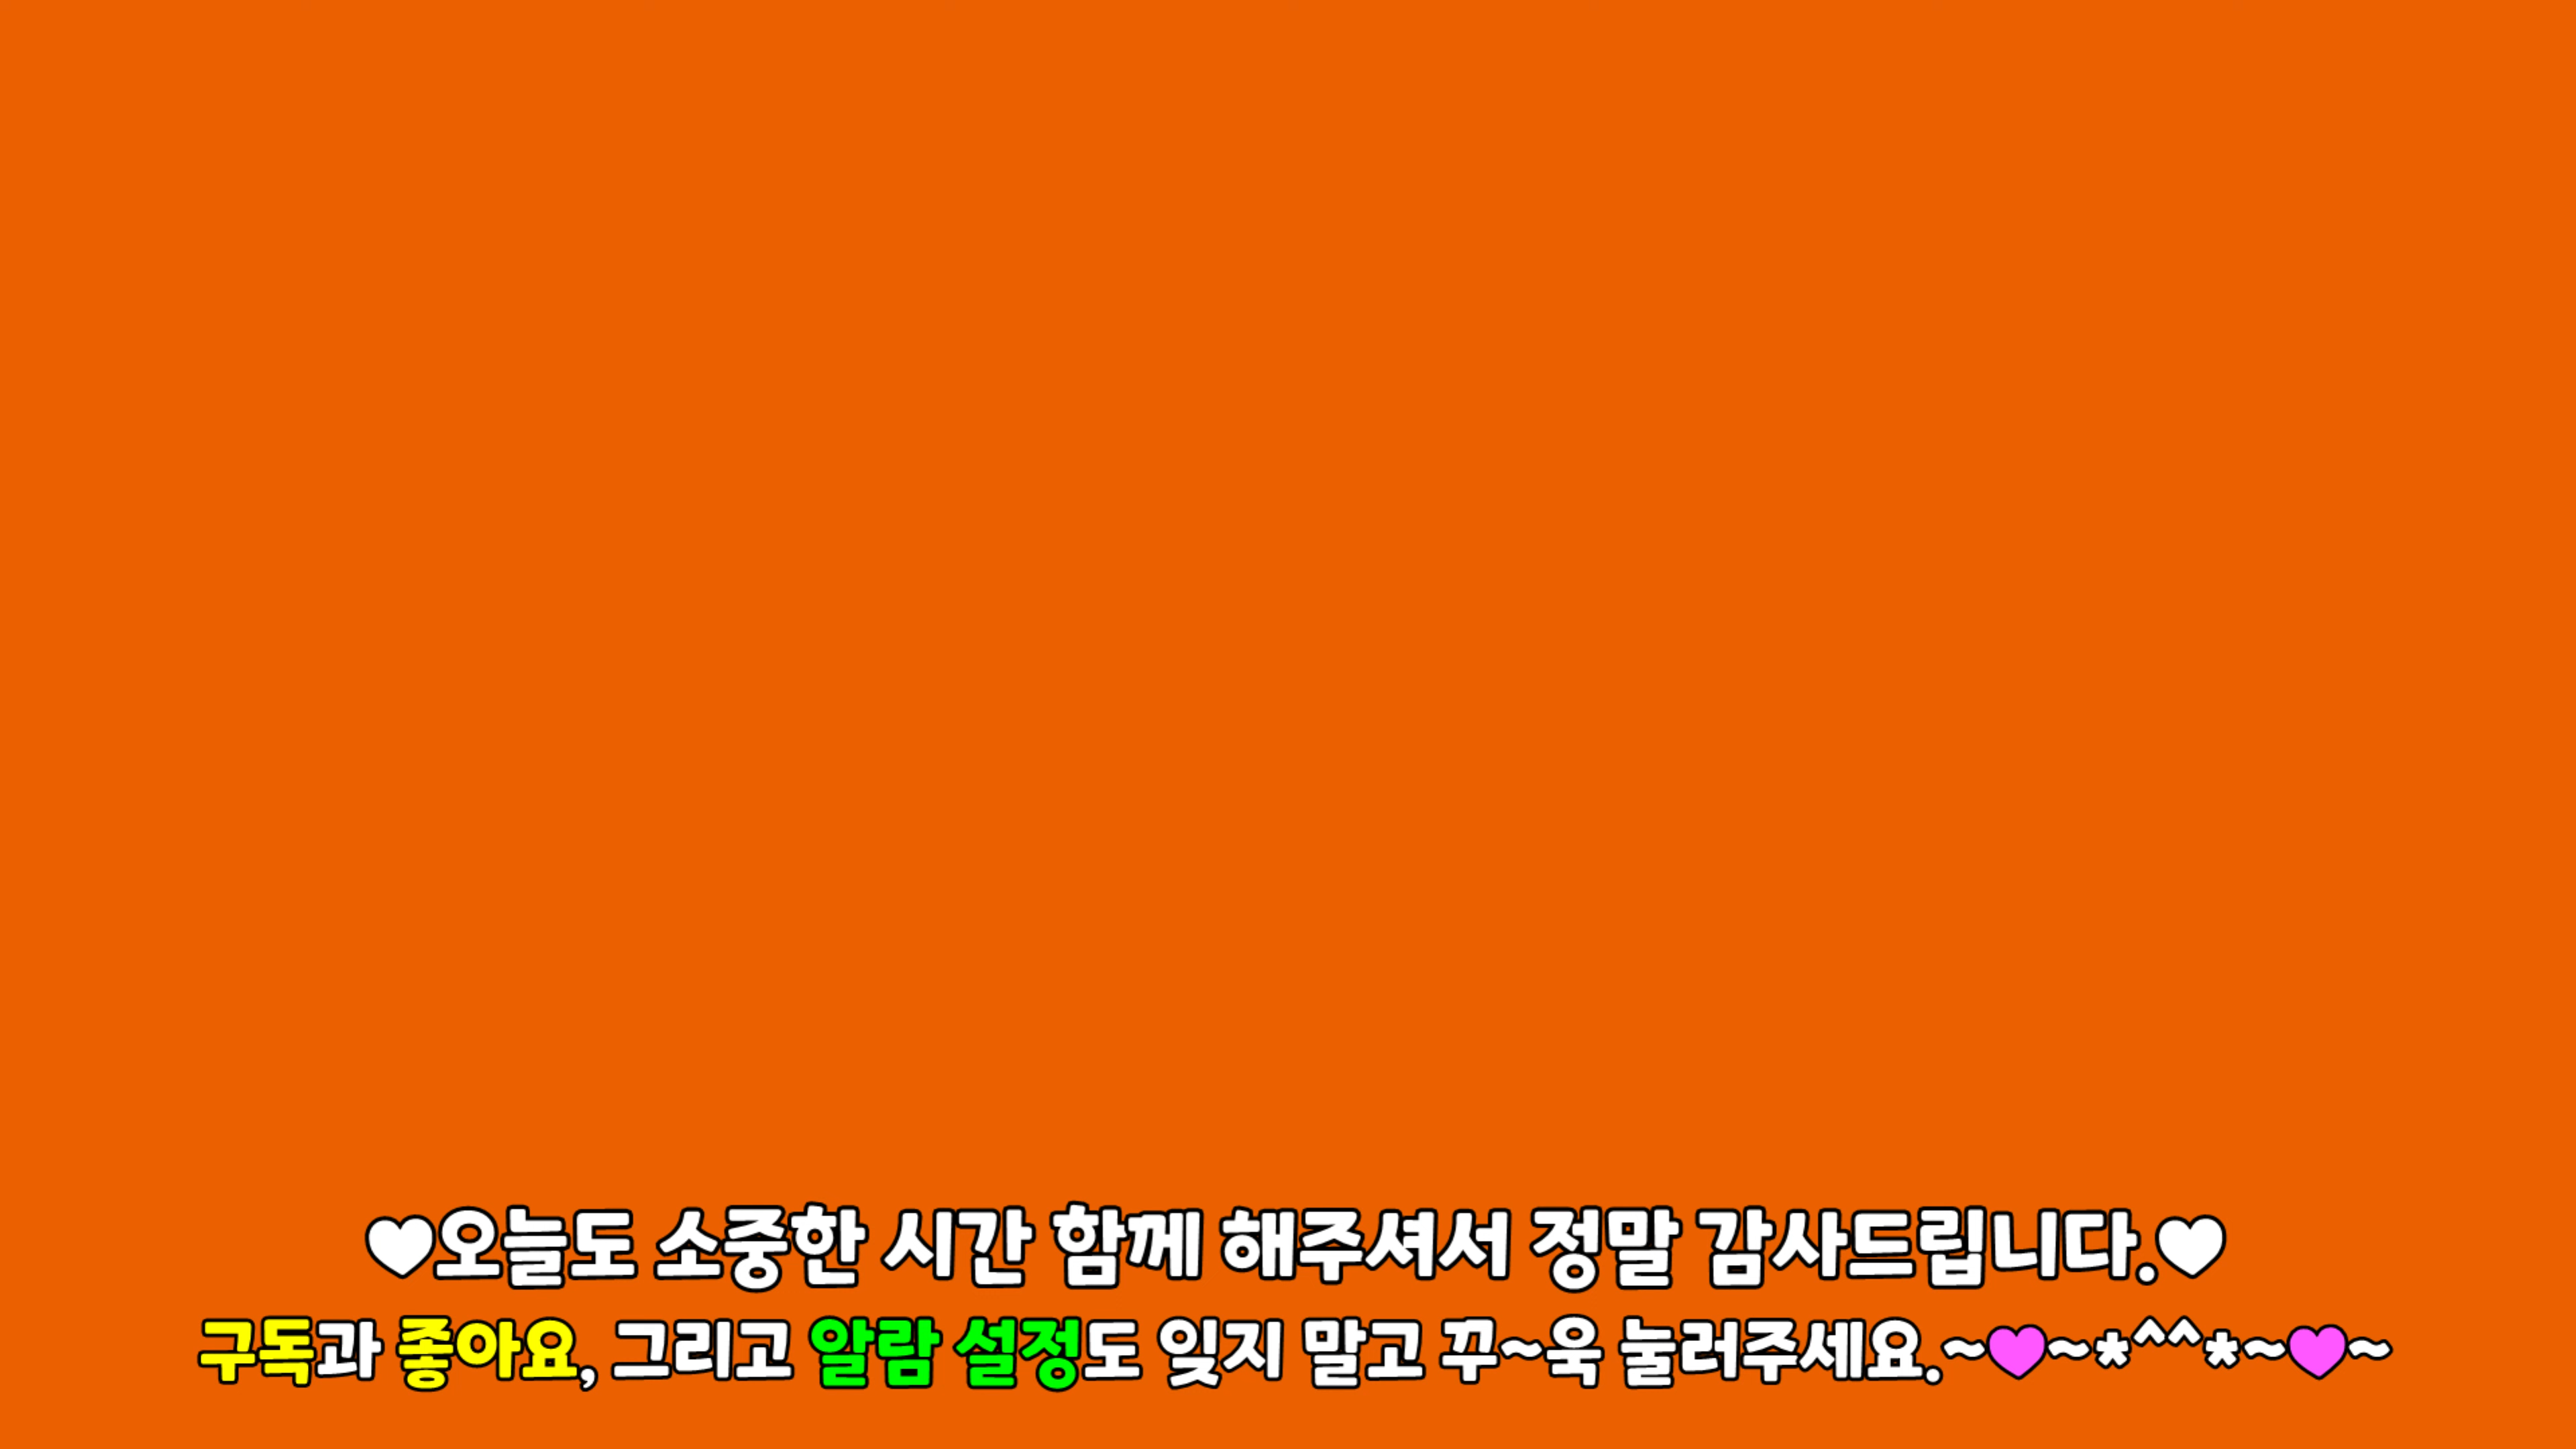 ♥오늘도 소중한 시간 함께 해주셔서 정말 감사드립니다.♥
구독과 좋아요, 그리고 알람 설정도 잊지 말고 꾸~욱 눌러주세요.~♥~*^^*~♥~